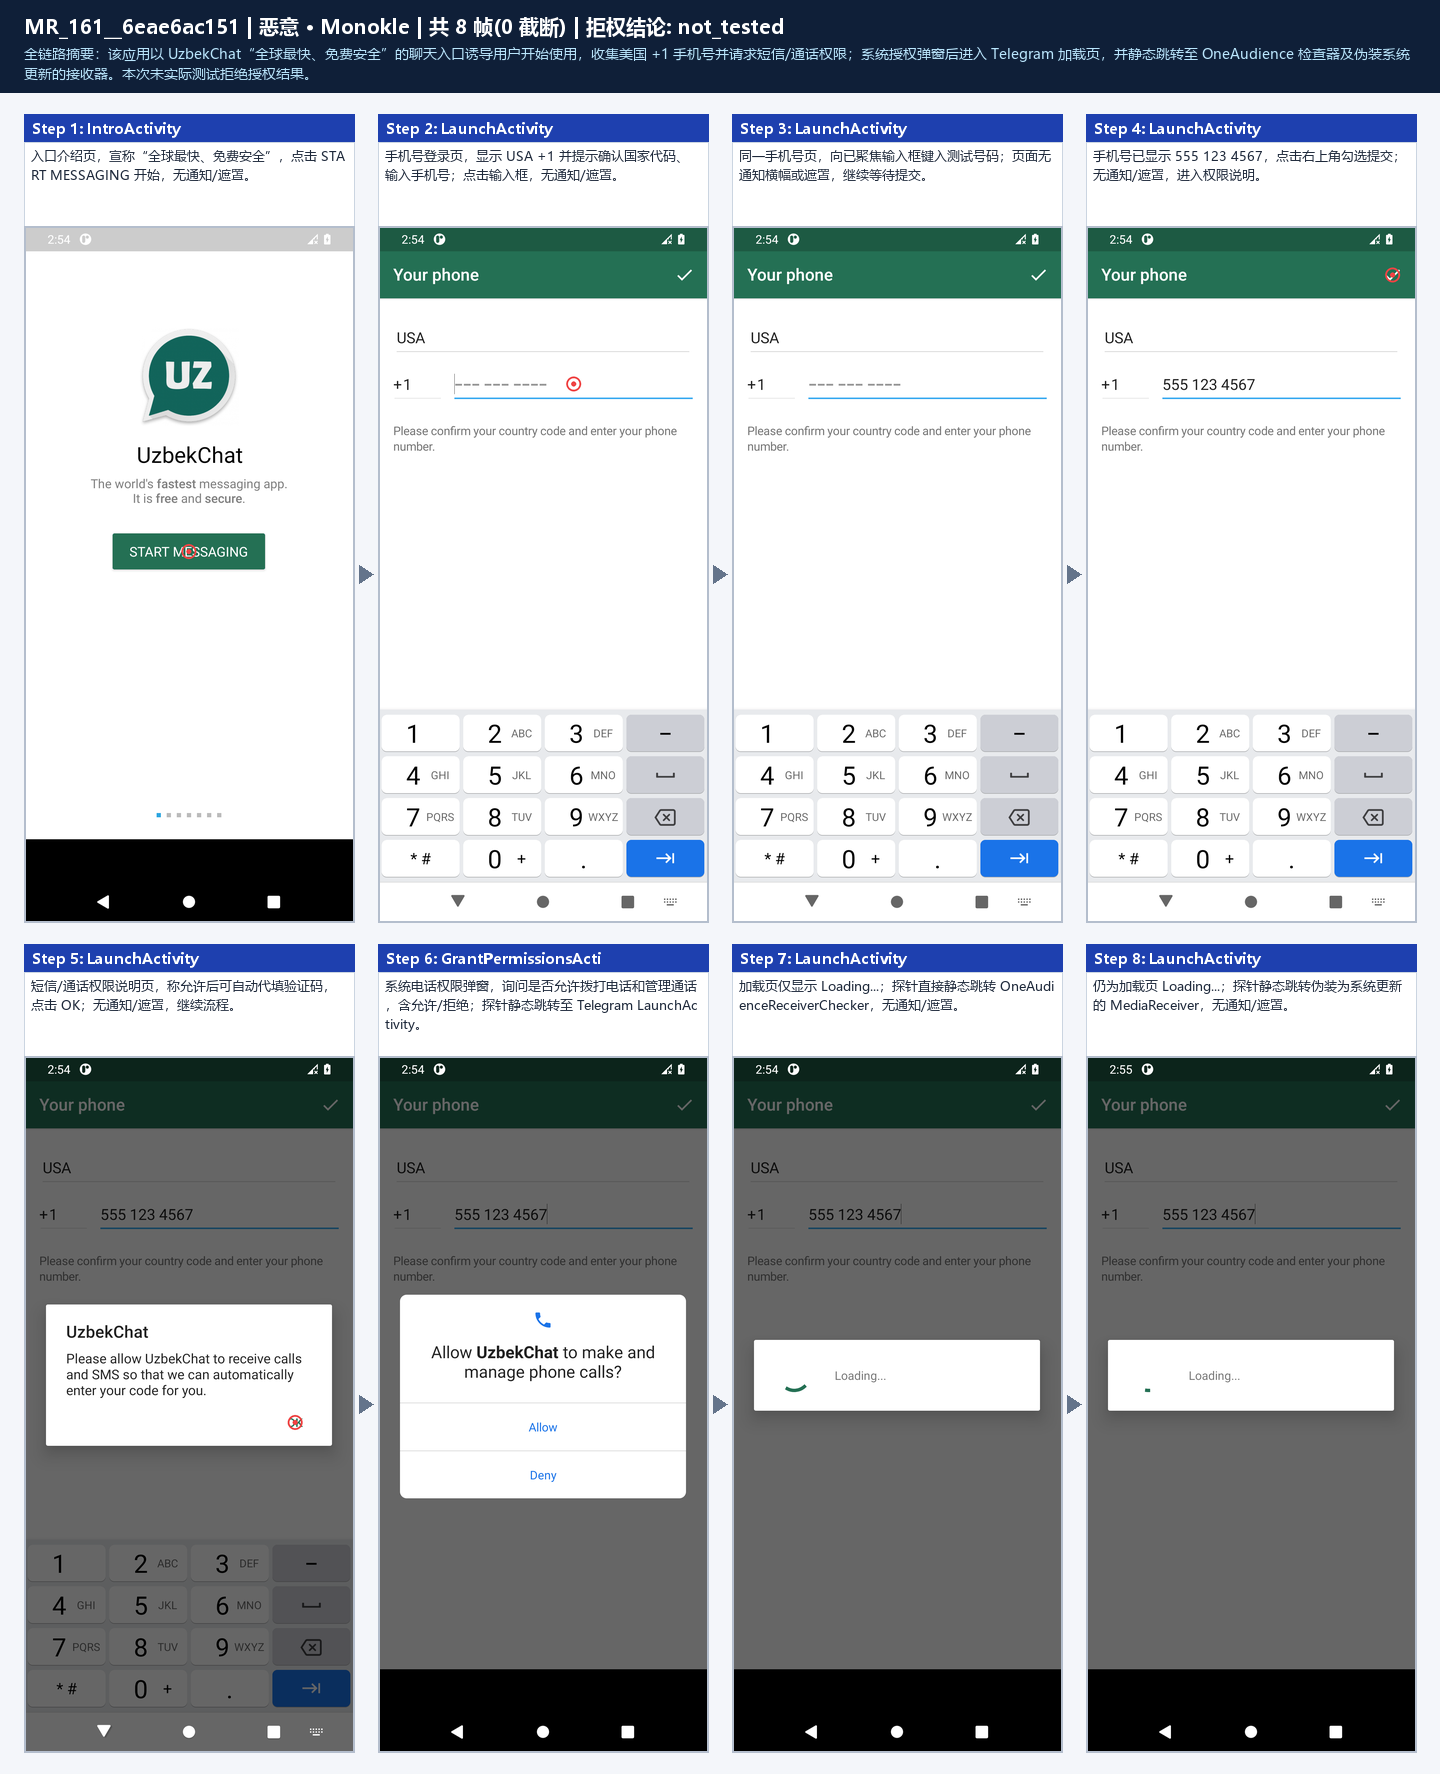 MR_161__6eae6ac151 | 恶意 • Monokle | 共 8 帧(0 截断) | 拒权结论: not_tested
全链路摘要：该应用以 UzbekChat“全球最快、免费安全”的聊天入口诱导用户开始使用，收集美国 +1 手机号并请求短信/通话权限；系统授权弹窗后进入 Telegram 加载页，并静态跳转至 OneAudience 检查器及伪装系统
更新的接收器。本次未实际测试拒绝授权结果。
Step 1: IntroActivity
入口介绍页，宣称“全球最快、免费安全”，点击 STA
RT MESSAGING 开始，无通知/遮罩。
2:54
UZ
UzbekChat
The world's fastest messaging app.
It is free and secure.
START MESSAGING
Step 2: LaunchActivity
手机号登录页，显示 USA +1 并提示确认国家代码、
输入手机号；点击输入框，无通知/遮罩。
2:54
Your phone
USA
+1
--- --- ----
Please confirm your country code and enter your phone
number.
1 2 ABC 3 DEF –
4 GHI 5 JKL 6 MNO
7 PQRS 8 TUV 9 WXYZ
* # 0 + .
Step 3: LaunchActivity
同一手机号页，向已聚焦输入框键入测试号码；页面无
通知横幅或遮罩，继续等待提交。
2:54
Your phone
USA
+1
--- --- ----
Please confirm your country code and enter your phone
number.
1 2 ABC 3 DEF –
4 GHI 5 JKL 6 MNO
7 PQRS 8 TUV 9 WXYZ
* # 0 + .
Step 4: LaunchActivity
手机号已显示 555 123 4567，点击右上角勾选提交；
无通知/遮罩，进入权限说明。
2:54
Your phone
USA
+1 555 123 4567
Please confirm your country code and enter your phone
number.
1 2 ABC 3 DEF –
4 GHI 5 JKL 6 MNO
7 PQRS 8 TUV 9 WXYZ
* # 0 + .
Step 5: LaunchActivity
短信/通话权限说明页，称允许后可自动代填验证码，
点击 OK；无通知/遮罩，继续流程。
2:54
Your phone
USA
+1 555 123 4567
Please confirm your country code and enter your phone
number.
UzbekChat
Please allow UzbekChat to receive calls
and SMS so that we can automatically
enter your code for you.
OK
1 2 ABC 3 DEF –
4 GHI 5 JKL 6 MNO
7 PQRS 8 TUV 9 WXYZ
* # 0 + .
Step 6: GrantPermissionsActi
系统电话权限弹窗，询问是否允许拨打电话和管理通话
，含允许/拒绝；探针静态跳转至 Telegram LaunchAc
tivity。
2:54
Your phone
USA
+1 555 123 4567
Please confirm your country code and enter your phone
number.
Allow UzbekChat to make and
manage phone calls?
Allow
Deny
Step 7: LaunchActivity
加载页仅显示 Loading...；探针直接静态跳转 OneAudi
enceReceiverChecker，无通知/遮罩。
2:54
Your phone
USA
+1 555 123 4567
Please confirm your country code and enter your phone
number.
Loading...
Step 8: LaunchActivity
仍为加载页 Loading...；探针静态跳转伪装为系统更新
的 MediaReceiver，无通知/遮罩。
2:55
Your phone
USA
+1 555 123 4567
Please confirm your country code and enter your phone
number.
Loading...